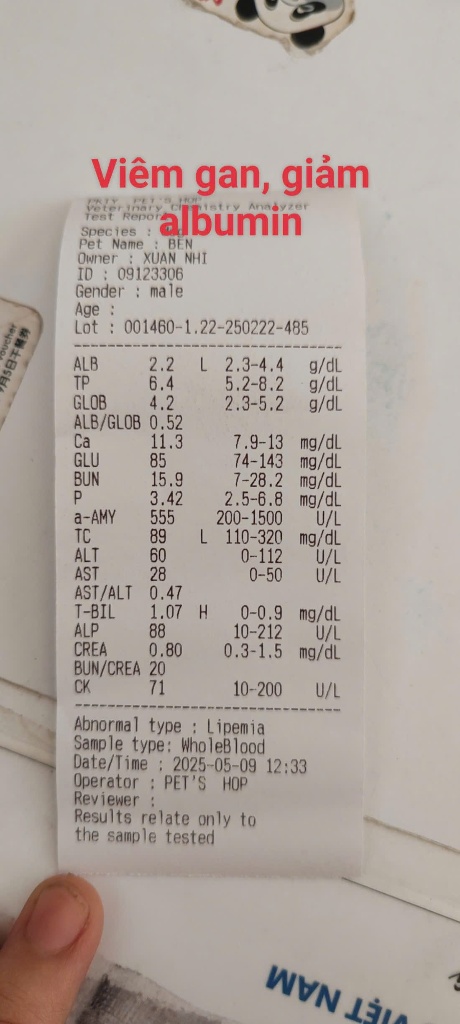 Viêm gan, giảm
albumin
PET'S HOP
Veterinary Chemistry Analyzer
Test Report
Species :
Pet Name : BEN
Owner : XUAN NHI
ID : 09123306
Gender : male
Age :
Lot : 001460-1.22-250222-485
ALB 2.2 L 2.3-4.4 g/dL
TP 6.4 5.2-8.2 g/dL
GLOB 4.2 2.3-5.2 g/dL
ALB/GLOB 0.52
Ca 11.3 7.9-13 mg/dL
GLU 85 74-143 mg/dL
BUN 15.9 7-28.2 mg/dL
P 3.42 2.5-6.8 mg/dL
a-AMY 555 200-1500 U/L
TC 89 L 110-320 mg/dL
ALT 60 0-112 U/L
AST 28 0-50 U/L
AST/ALT 0.47
T-BIL 1.07 H 0-0.9 mg/dL
ALP 88 10-212 U/L
CREA 0.80 0.3-1.5 mg/dL
BUN/CREA 20
CK 71 10-200 U/L
Abnormal type : Lipemia
Sample type: WholeBlood
Date/Time : 2025-05-09 12:33
Operator : PET'S HOP
Reviewer :
Results relate only to
the sample tested
voucher
VIỆT NAM